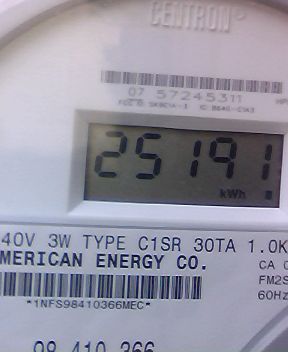 CENTRON®
07 57245311
25191
kWh
40V 3W TYPE C1SR 30TA 1.0K
MERICAN ENERGY CO.
CA
FM2S
60Hz
*1NFS98410366MEC*
98 410 366